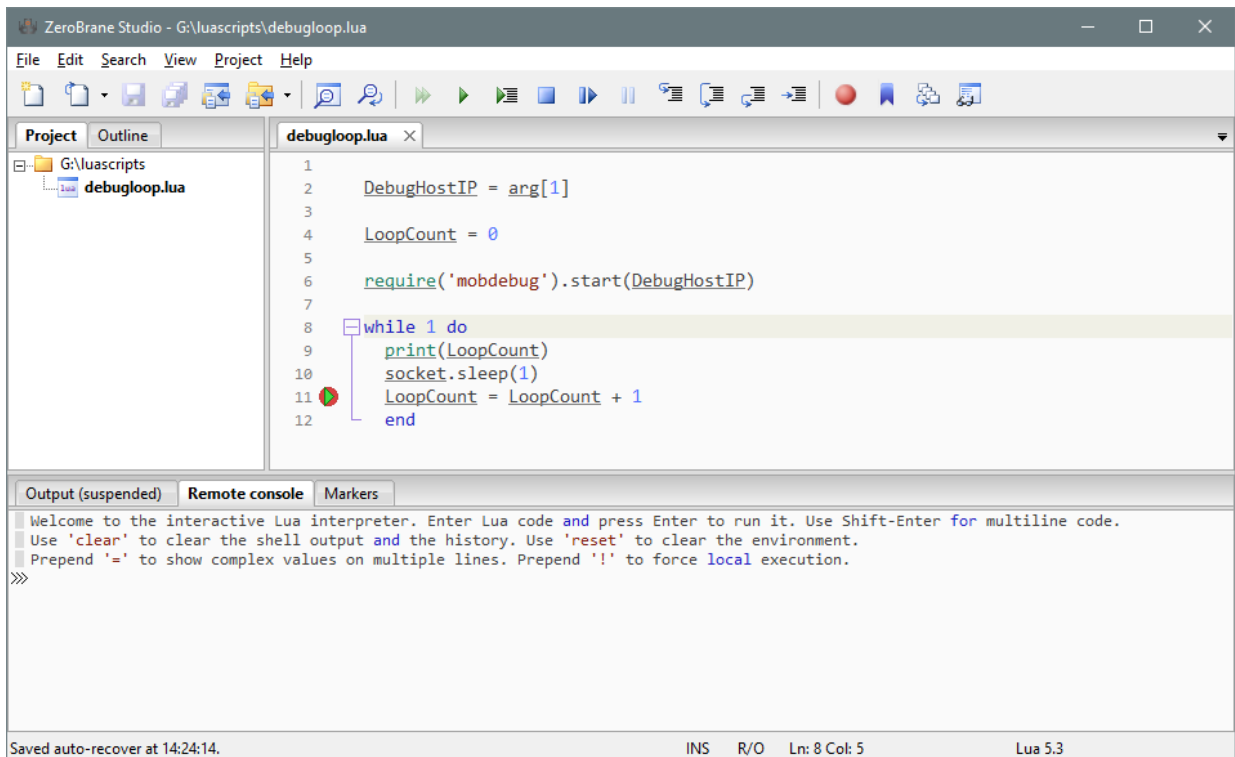 ZeroBrane Studio - G:\luascripts\debugloop.lua
File Edit Search View Project Help
Project Outline
debugloop.lua
G:\luascripts
lua debugloop.lua
1
2 DebugHostIP = arg[1]
3
4 LoopCount = 0
5
6 require('mobdebug').start(DebugHostIP)
7
8 while 1 do
9 print(LoopCount)
10 socket.sleep(1)
11 LoopCount = LoopCount + 1
12 end
Output (suspended) Remote console Markers
Welcome to the interactive Lua interpreter. Enter Lua code and press Enter to run it. Use Shift-Enter for multiline code.
Use 'clear' to clear the shell output and the history. Use 'reset' to clear the environment.
Prepend '=' to show complex values on multiple lines. Prepend '!' to force local execution.
Saved auto-recover at 14:24:14. INS R/O Ln: 8 Col: 5 Lua 5.3